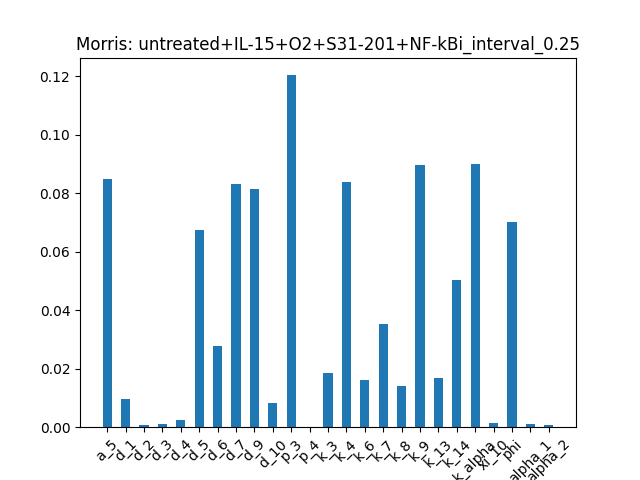 Morris: untreated+IL-15+O2+S31-201+NF-kBi_interval_0.25
0.12
0.10
0.08
0.06
0.04
0.02
0.00
a_5
d_1
d_2
d_3
d_4
d_5
d_6
d_7
d_9
d_10
p_3
p_4
k_3
k_4
k_6
k_7
k_8
k_9
k_13
k_14
k_alpha
xi_10
phi
alpha_1
alpha_2